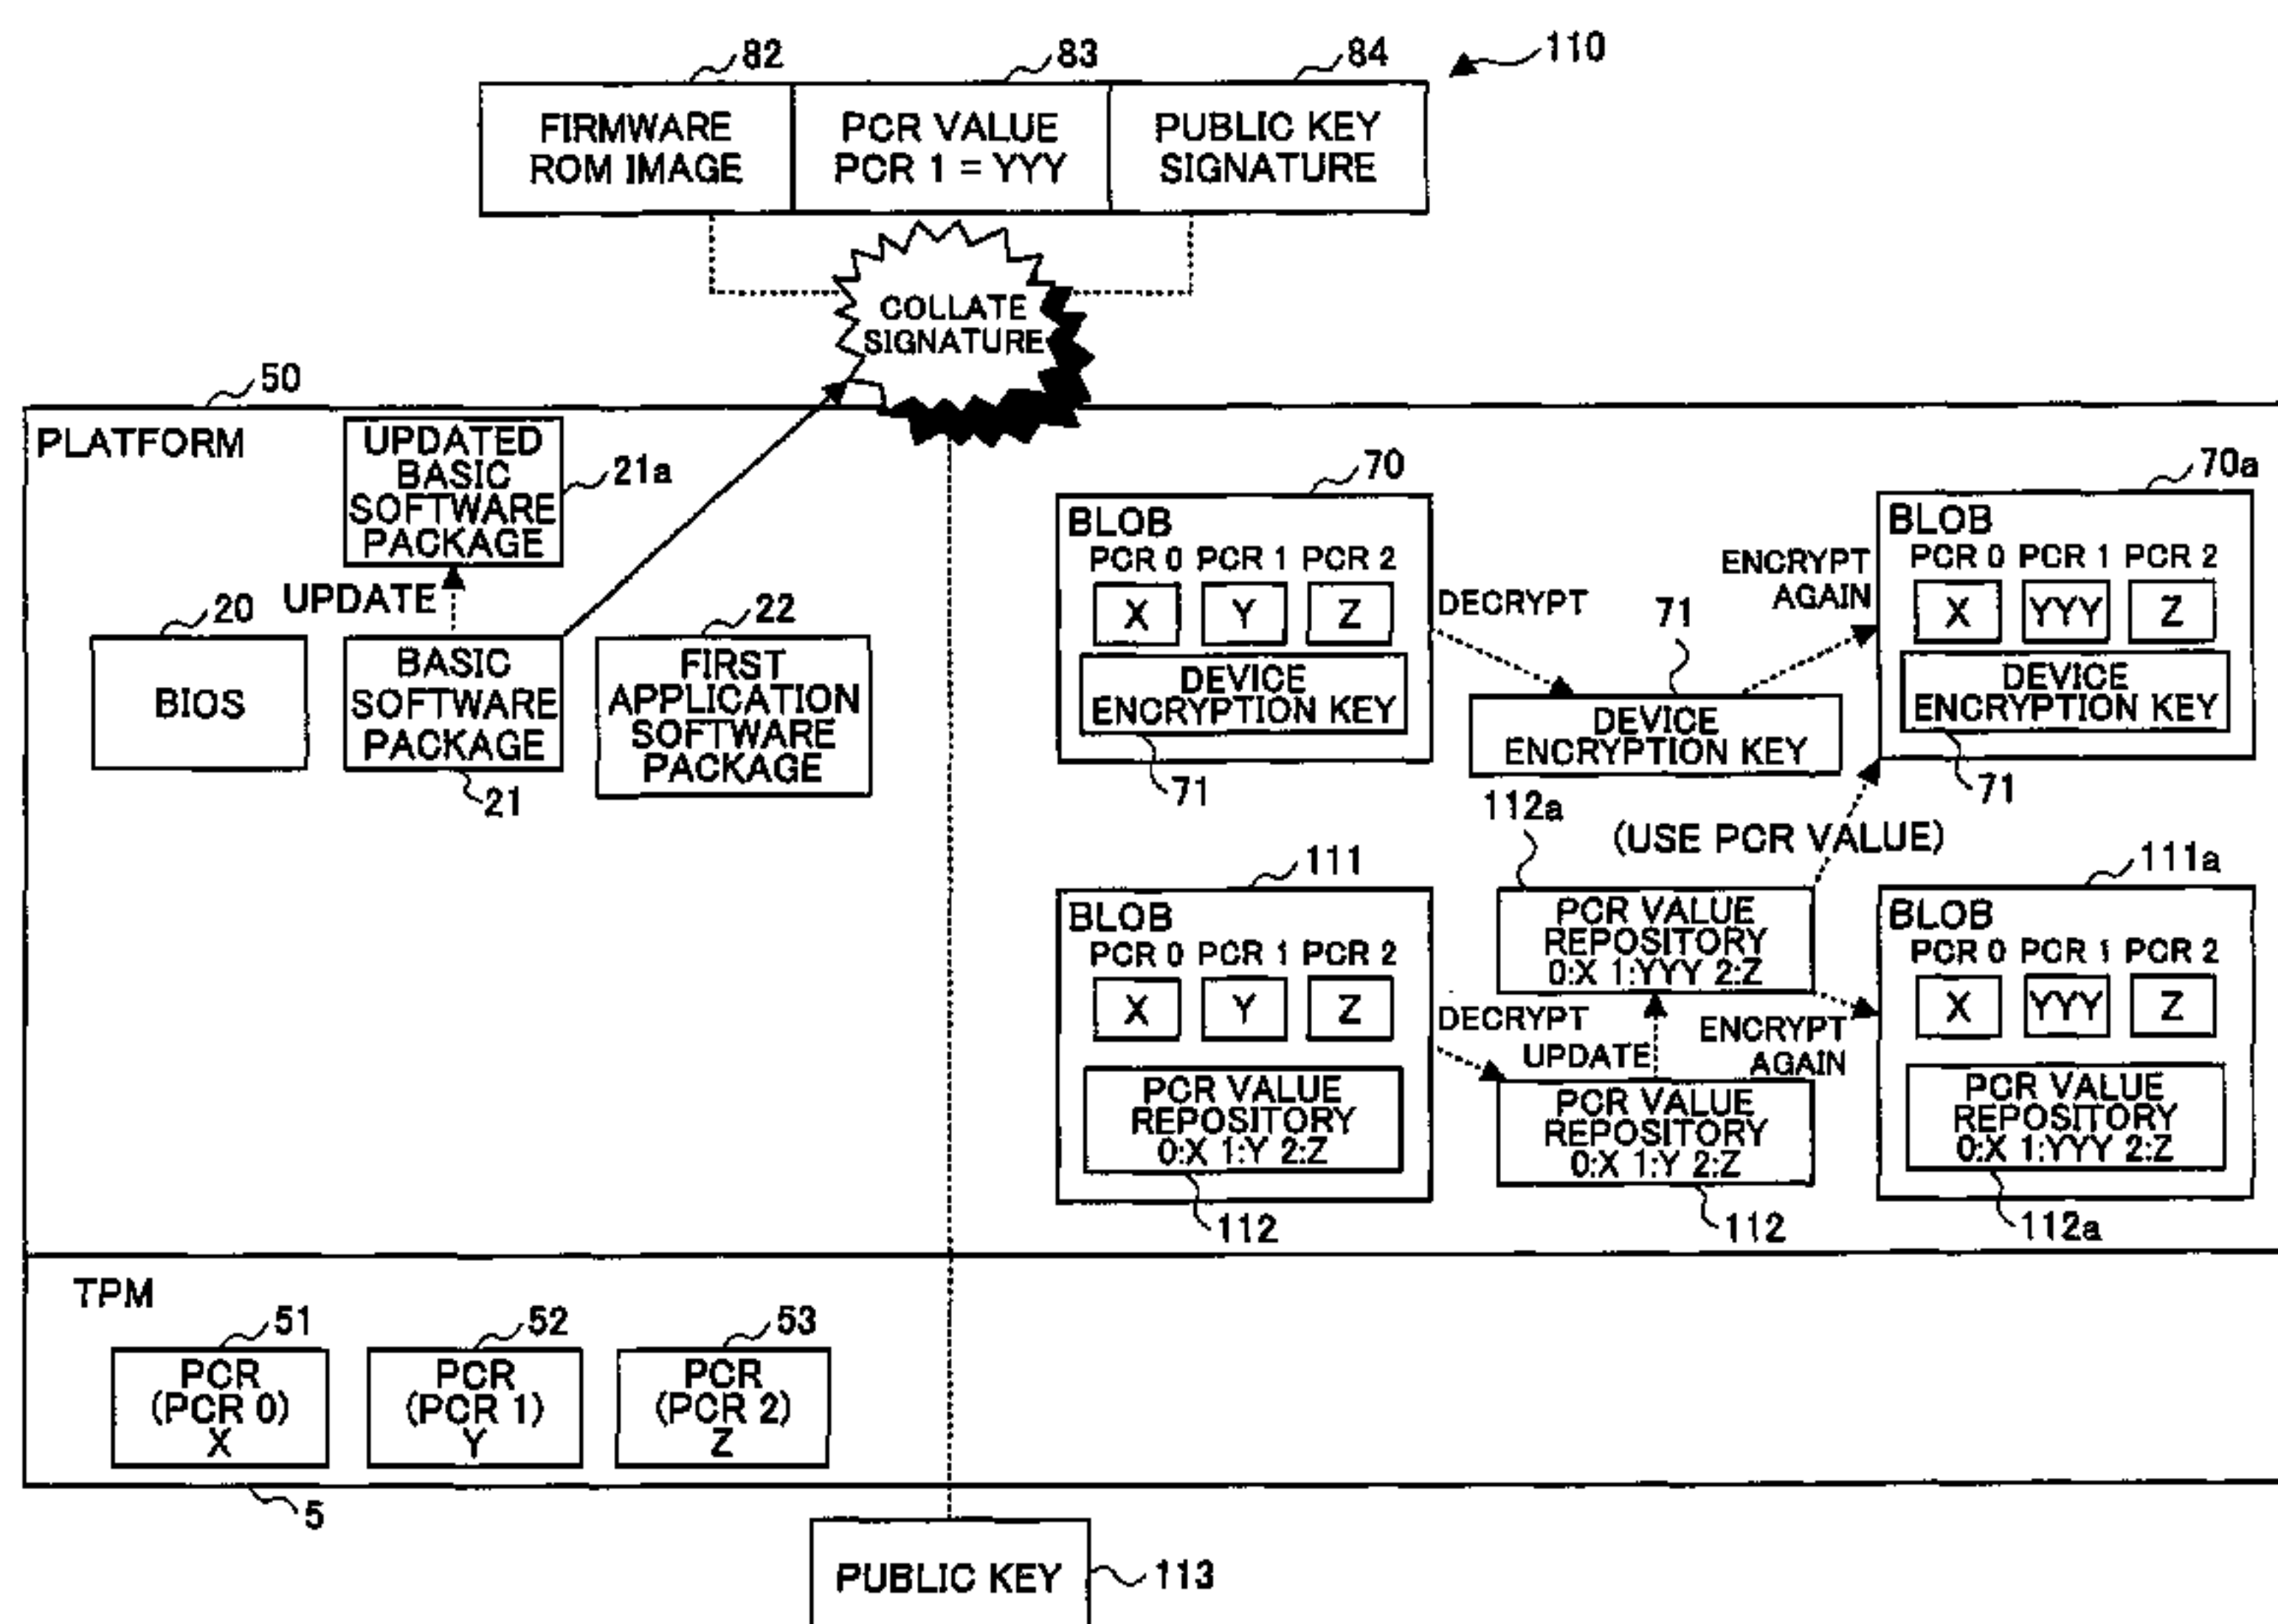 82
83
84
110
FIRMWARE
ROM IMAGE
PCR VALUE
PCR 1 = YYY
PUBLIC KEY
SIGNATURE
COLLATE
SIGNATURE
50
PLATFORM
UPDATED
BASIC
SOFTWARE
PACKAGE
21a
UPDATE
20
BIOS
BASIC
SOFTWARE
PACKAGE
21
22
FIRST
APPLICATION
SOFTWARE
PACKAGE
70
BLOB
PCR 0 PCR 1 PCR 2
X Y Z
DEVICE
ENCRYPTION KEY
71
DECRYPT
71
DEVICE
ENCRYPTION KEY
ENCRYPT
AGAIN
70a
BLOB
PCR 0 PCR 1 PCR 2
X YYY Z
DEVICE
ENCRYPTION KEY
71
112a
(USE PCR VALUE)
111
BLOB
PCR 0 PCR 1 PCR 2
X Y Z
PCR VALUE
REPOSITORY
0:X 1:Y 2:Z
112
PCR VALUE
REPOSITORY
0:X 1:YYY 2:Z
DECRYPT
UPDATE
ENCRYPT
AGAIN
PCR VALUE
REPOSITORY
0:X 1:Y 2:Z
112
111a
BLOB
PCR 0 PCR 1 PCR 2
X YYY Z
PCR VALUE
REPOSITORY
0:X 1:YYY 2:Z
112a
TPM
51
PCR
(PCR 0)
X
52
PCR
(PCR 1)
Y
53
PCR
(PCR 2)
Z
5
PUBLIC KEY
113